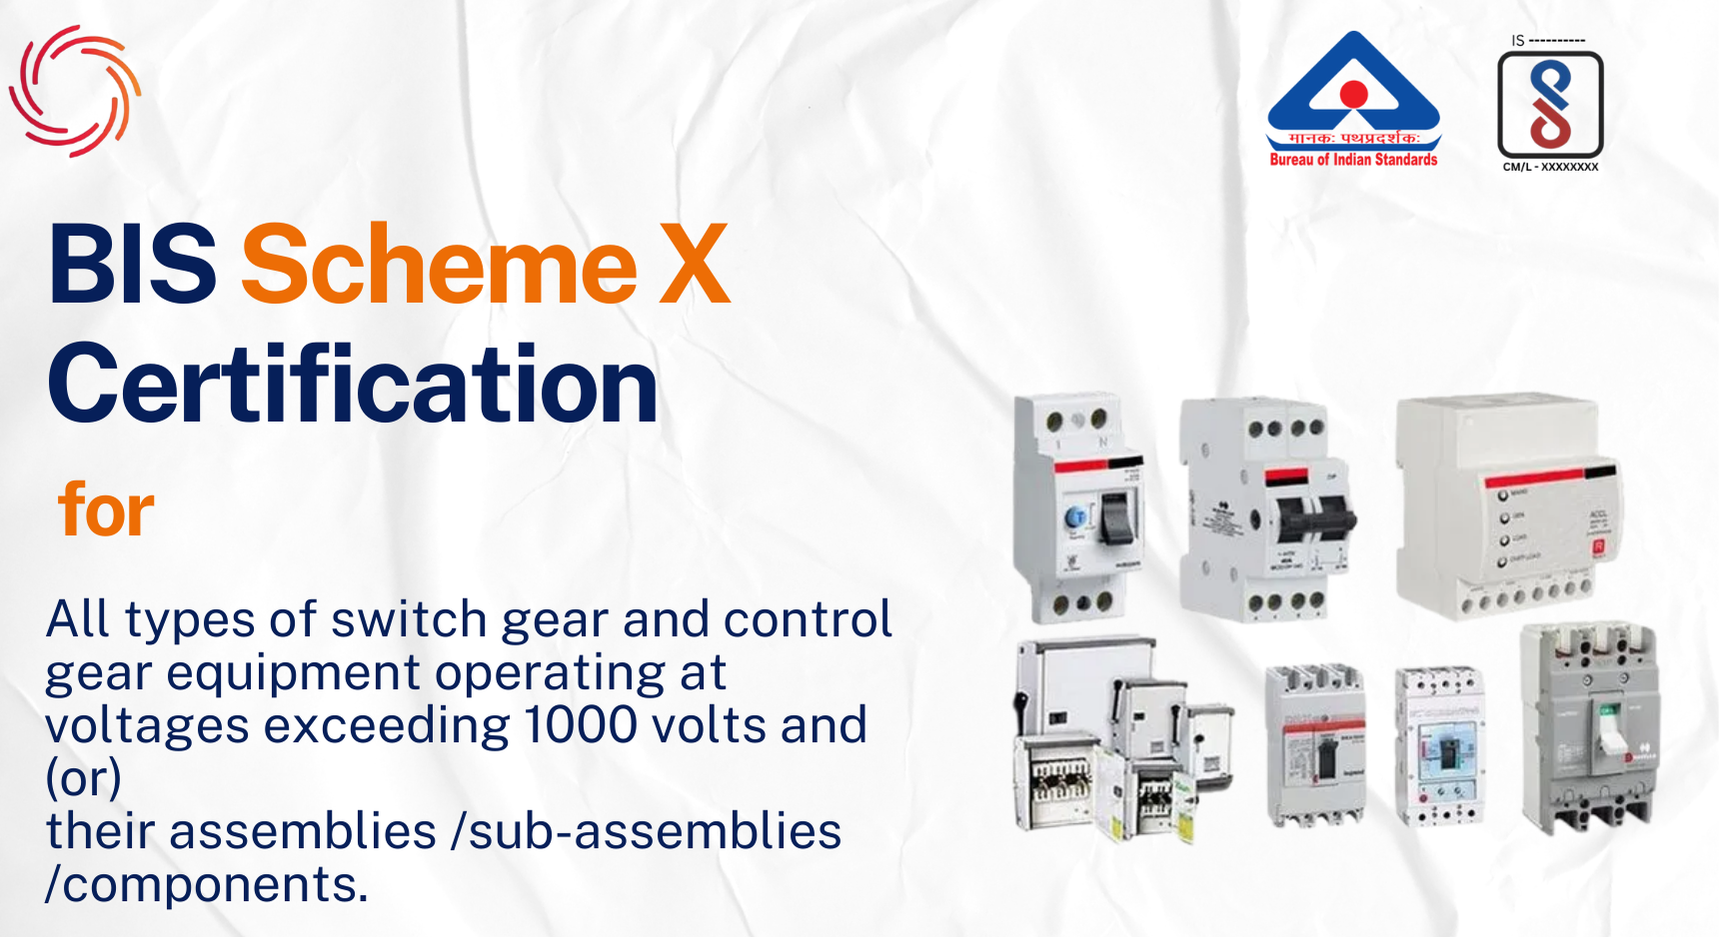 IS ----------
मानकः पथप्रदर्शकः
Bureau of Indian Standards
CM/L - XXXXXXXX
BIS Scheme X
Certification
for
All types of switch gear and control
gear equipment operating at
voltages exceeding 1000 volts and
(or)
their assemblies /sub-assemblies
/components.